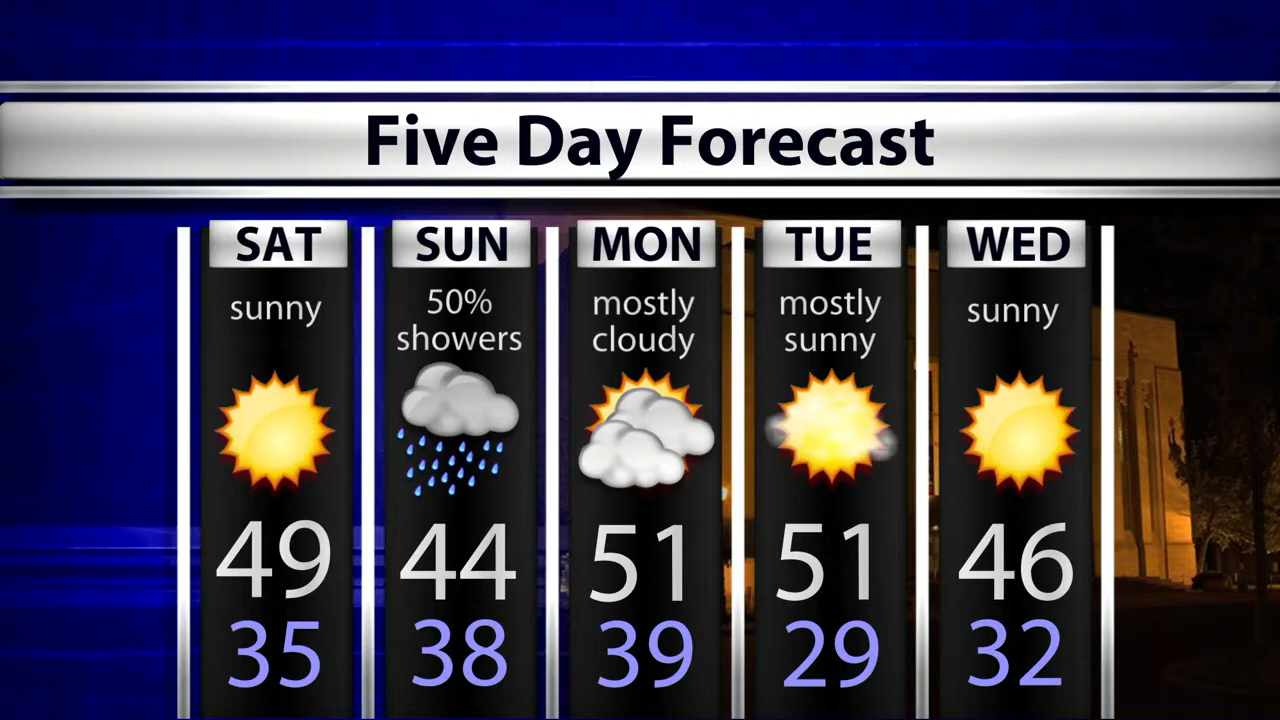 Five Day Forecast
SAT
sunny
49
35
SUN
50%
showers
44
38
MON
mostly
cloudy
51
39
TUE
mostly
sunny
51
29
WED
sunny
46
32